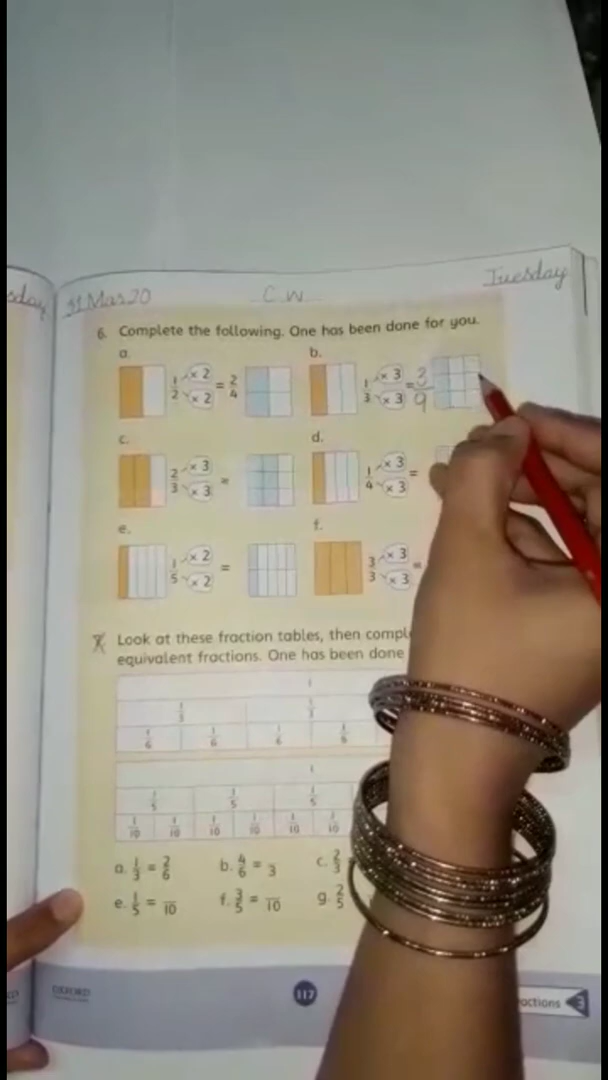 sday
31 Mar 20 C W Tuesday
6. Complete the following. One has been done for you.
a. b.
1/2 × 2 × 2 = 2/4 1/3 × 3 × 3 = 3/9
c. d.
2/3 × 3 × 3 = 1/4 × 3 × 3 =
e. f.
1/5 × 2 × 2 = 3/3 × 3 × 3 =
7. Look at these fraction tables, then compl
equivalent fractions. One has been done
1
1/3 1/3
1/6 1/6 1/6 1/6
1
1/5 1/5 1/5
1/10 1/10 1/10 1/10 1/10 1/10
a. 1/3 = 2/6 b. 4/6 = /3 c. 2/3
e. 1/5 = /10 f. 3/5 = /10 g. 2/5
OXFORD 117 actions 3